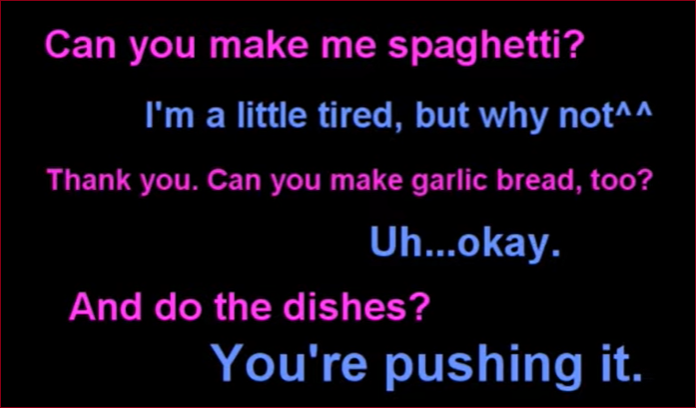 Can you make me spaghetti?
I'm a little tired, but why not^^
Thank you. Can you make garlic bread, too?
Uh...okay.
And do the dishes?
You're pushing it.